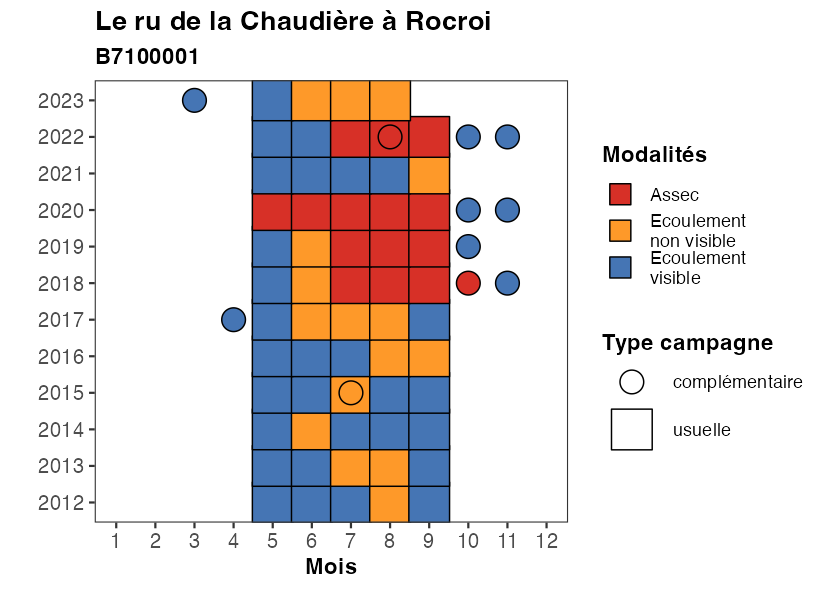 Le ru de la Chaudière à Rocroi
B7100001
2023
2022
2021
2020
2019
2018
2017
2016
2015
2014
2013
2012
1 2 3 4 5 6 7 8 9 10 11 12
Mois
Modalités
Assec
Ecoulement
non visible
Ecoulement
visible
Type campagne
complémentaire
usuelle